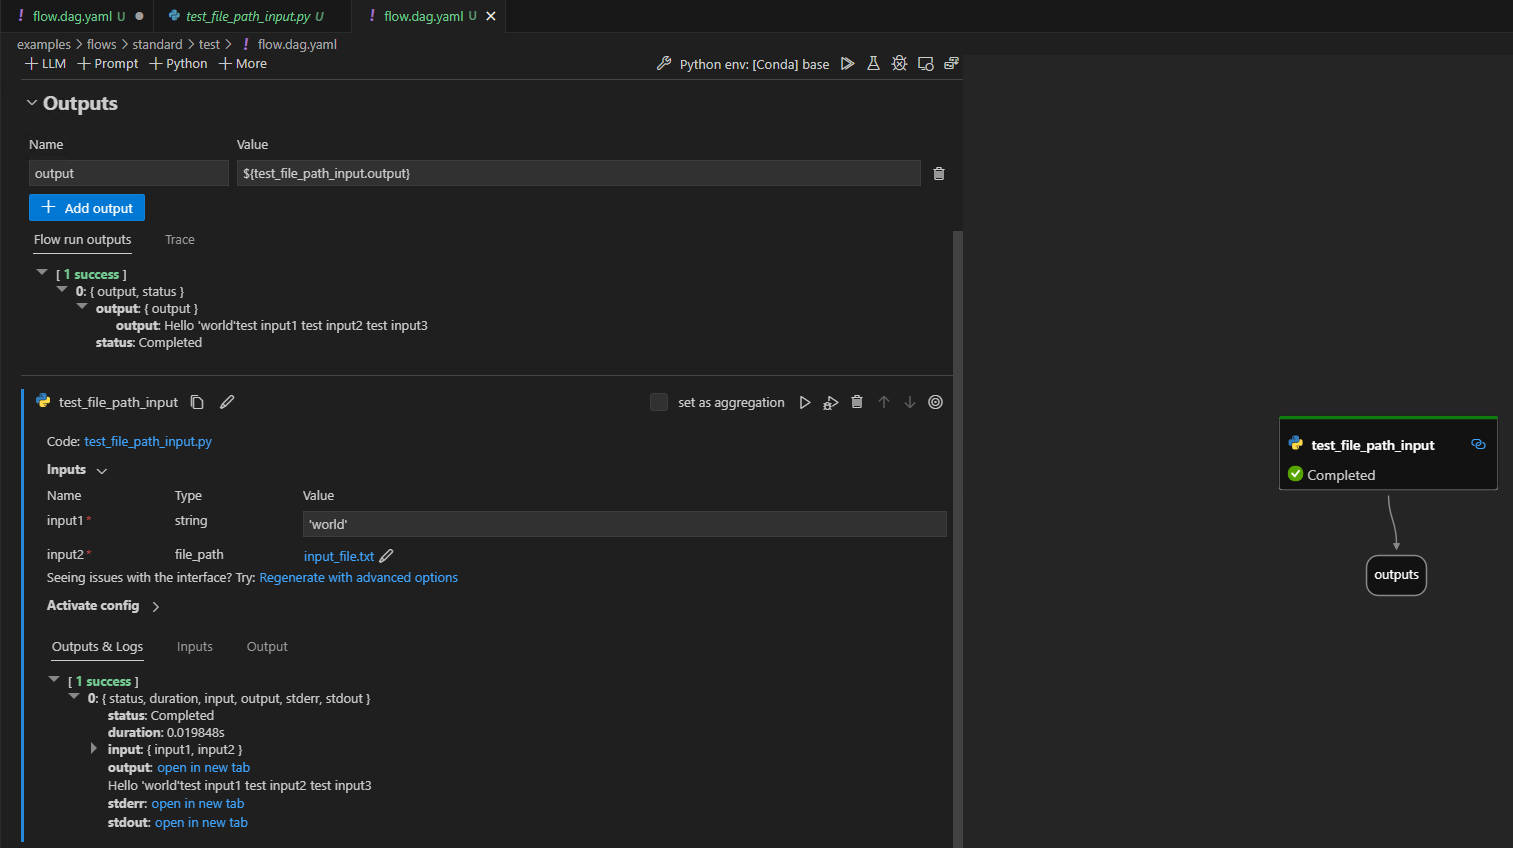 ! flow.dag.yaml U ● test_file_path_input.py U ! flow.dag.yaml U ×
examples > flows > standard > test > ! flow.dag.yaml
+ LLM + Prompt + Python + More Python env: [Conda] base
Outputs
Name Value
output ${test_file_path_input.output}
+ Add output
Flow run outputs Trace
[ 1 success ]
0: { output, status }
output: { output }
output: Hello 'world'test input1 test input2 test input3
status: Completed
test_file_path_input set as aggregation
Code: test_file_path_input.py
Inputs
Name Type Value
input1* string 'world'
input2* file_path input_file.txt
Seeing issues with the interface? Try: Regenerate with advanced options
Activate config
Outputs & Logs Inputs Output
[ 1 success ]
0: { status, duration, input, output, stderr, stdout }
status: Completed
duration: 0.019848s
input: { input1, input2 }
output: open in new tab
Hello 'world'test input1 test input2 test input3
stderr: open in new tab
stdout: open in new tab
test_file_path_input
Completed
outputs